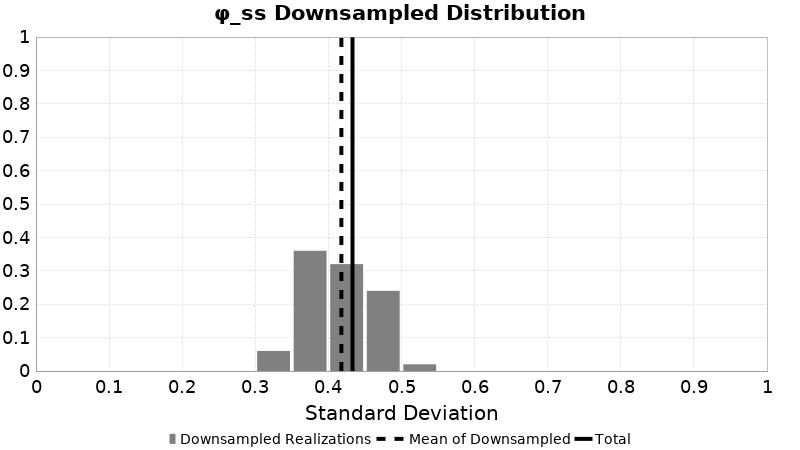 φ_ss Downsampled Distribution
1
0.9
0.8
0.7
0.6
0.5
0.4
0.3
0.2
0.1
0
0 0.1 0.2 0.3 0.4 0.5 0.6 0.7 0.8 0.9 1
Standard Deviation
Downsampled Realizations Mean of Downsampled Total